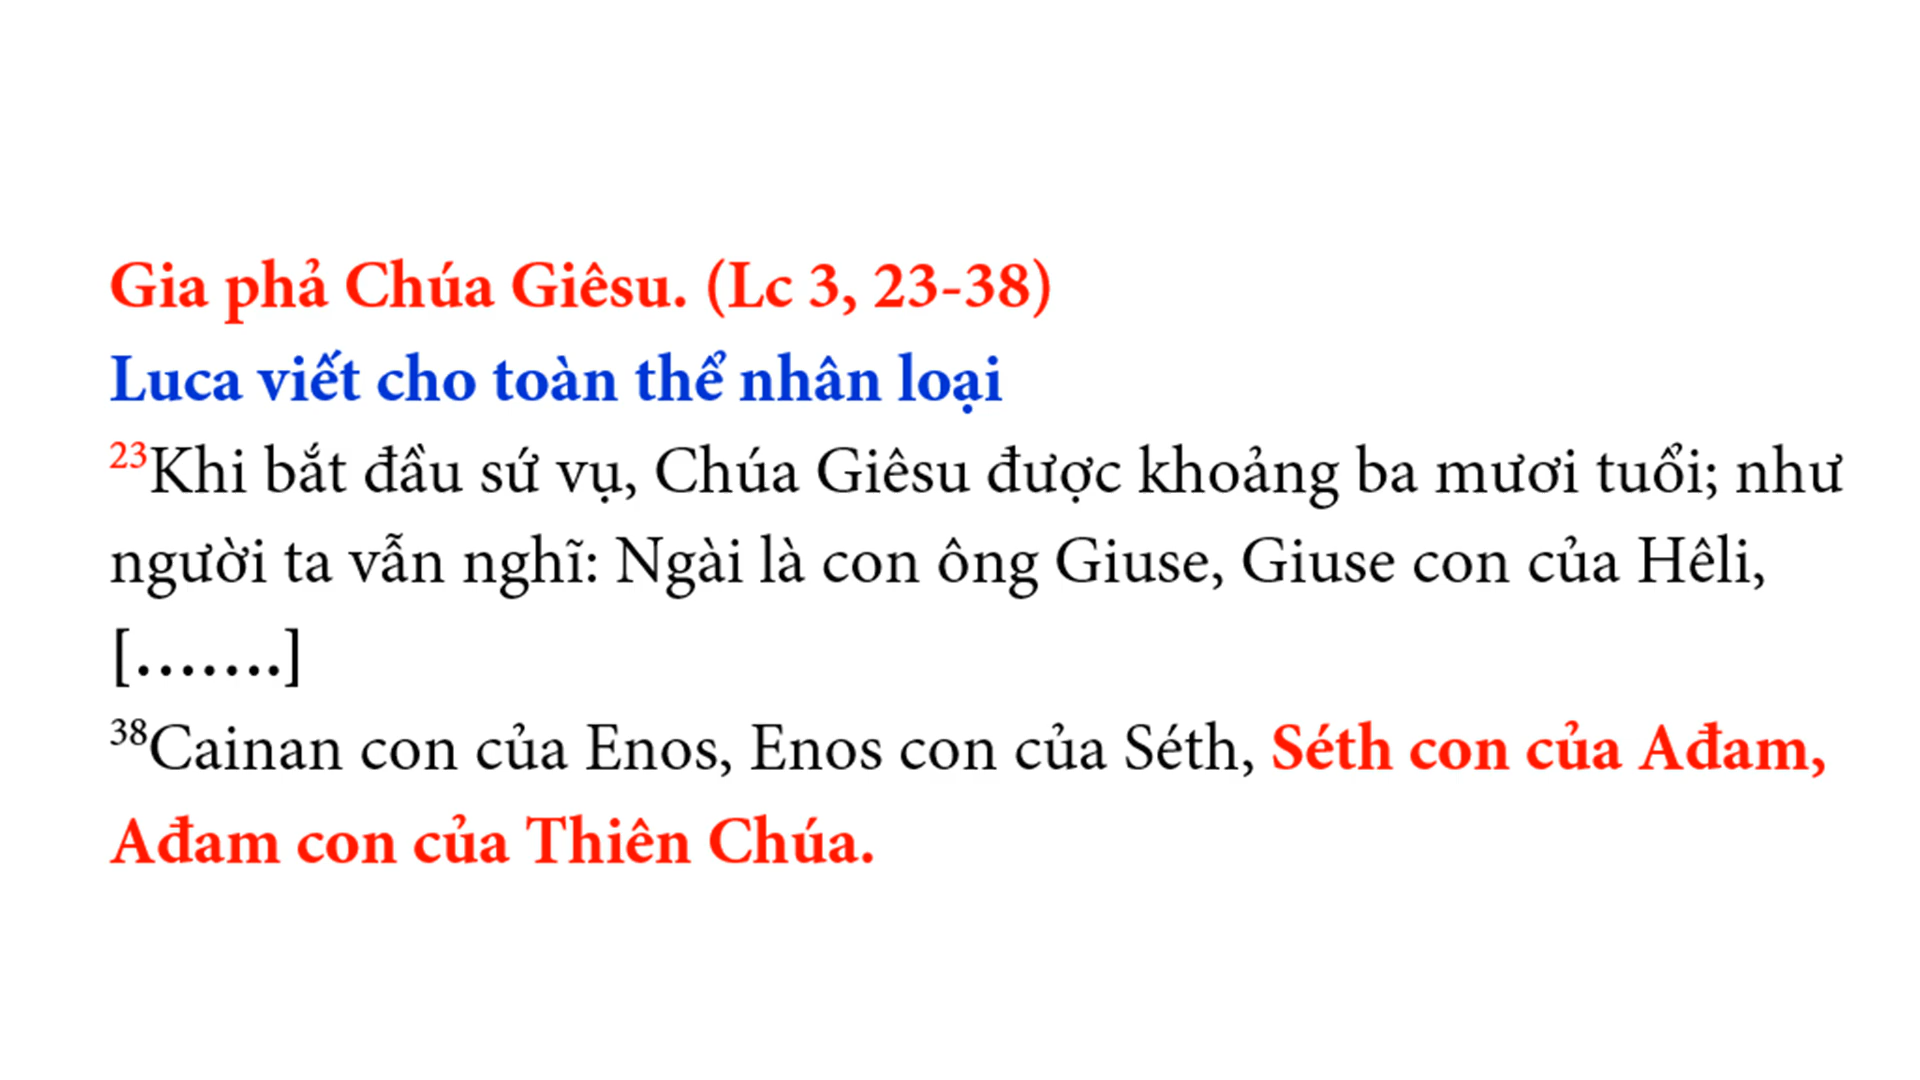 Gia phả Chúa Giêsu. (Lc 3, 23-38)
Luca viết cho toàn thể nhân loại
23Khi bắt đầu sứ vụ, Chúa Giêsu được khoảng ba mươi tuổi; như
người ta vẫn nghĩ: Ngài là con ông Giuse, Giuse con của Hêli,
[…….]
38Cainan con của Enos, Enos con của Séth, Séth con của Ađam,
Ađam con của Thiên Chúa.